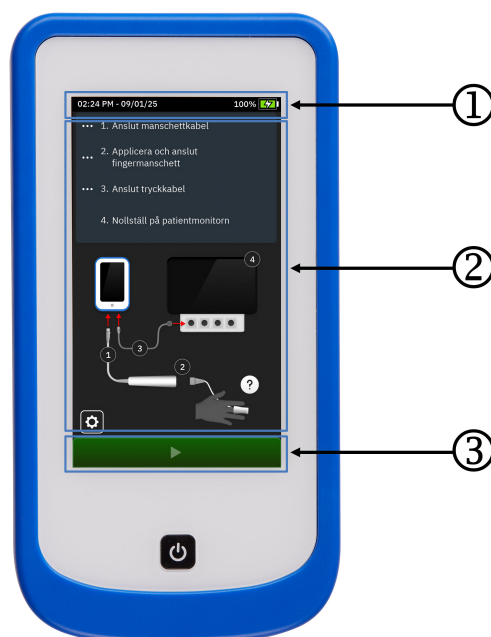 02:24 PM - 09/01/25 100%
1. Anslut manschettkabel
2. Applicera och anslut
fingermanschett
3. Anslut tryckkabel
4. Nollställ på patientmonitorn
4
3
1
2
?
①
②
③